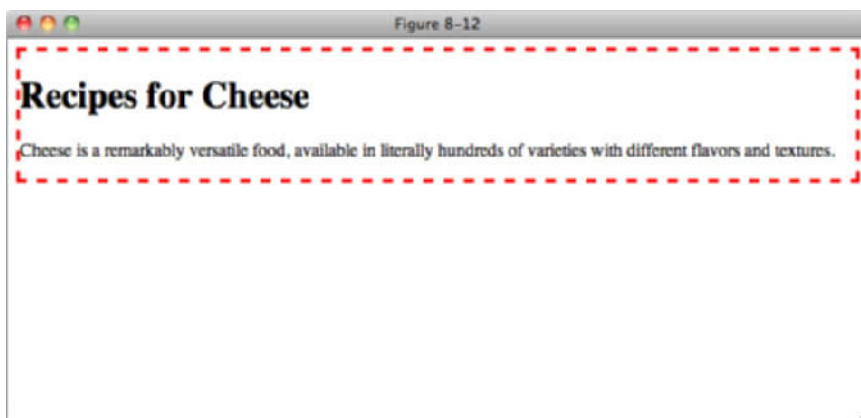 Figure 8-12
Recipes for Cheese
Cheese is a remarkably versatile food, available in literally hundreds of varieties with different flavors and textures.